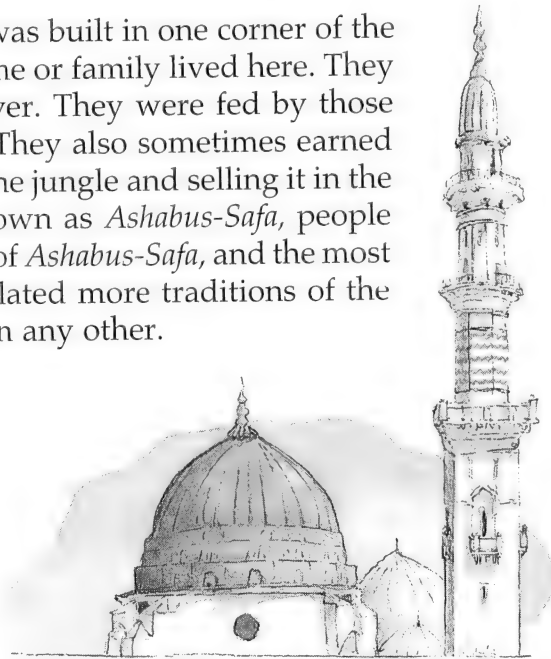 was built in one corner of the
ne or family lived here. They
ver. They were fed by those
They also sometimes earned
ne jungle and selling it in the
own as Ashabus-Safa, people
of Ashabus-Safa, and the most
lated more traditions of the
n any other.